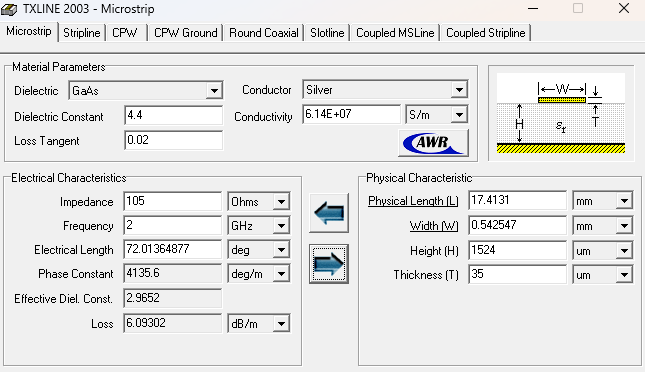 TXLINE 2003 - Microstrip
Microstrip Stripline CPW CPW Ground Round Coaxial Slotline Coupled MSLine Coupled Stripline
Material Parameters
Dielectric GaAs Conductor Silver
Dielectric Constant 4.4 Conductivity 6.14E+07 S/m
Loss Tangent 0.02 AWR
W
H εr T
Electrical Characteristics
Impedance 105 Ohms
Frequency 2 GHz
Electrical Length 72.01364877 deg
Phase Constant 4135.6 deg/m
Effective Diel. Const. 2.9652
Loss 6.09302 dB/m
Physical Characteristic
Physical Length (L) 17.4131 mm
Width (W) 0.542547 mm
Height (H) 1524 um
Thickness (T) 35 um